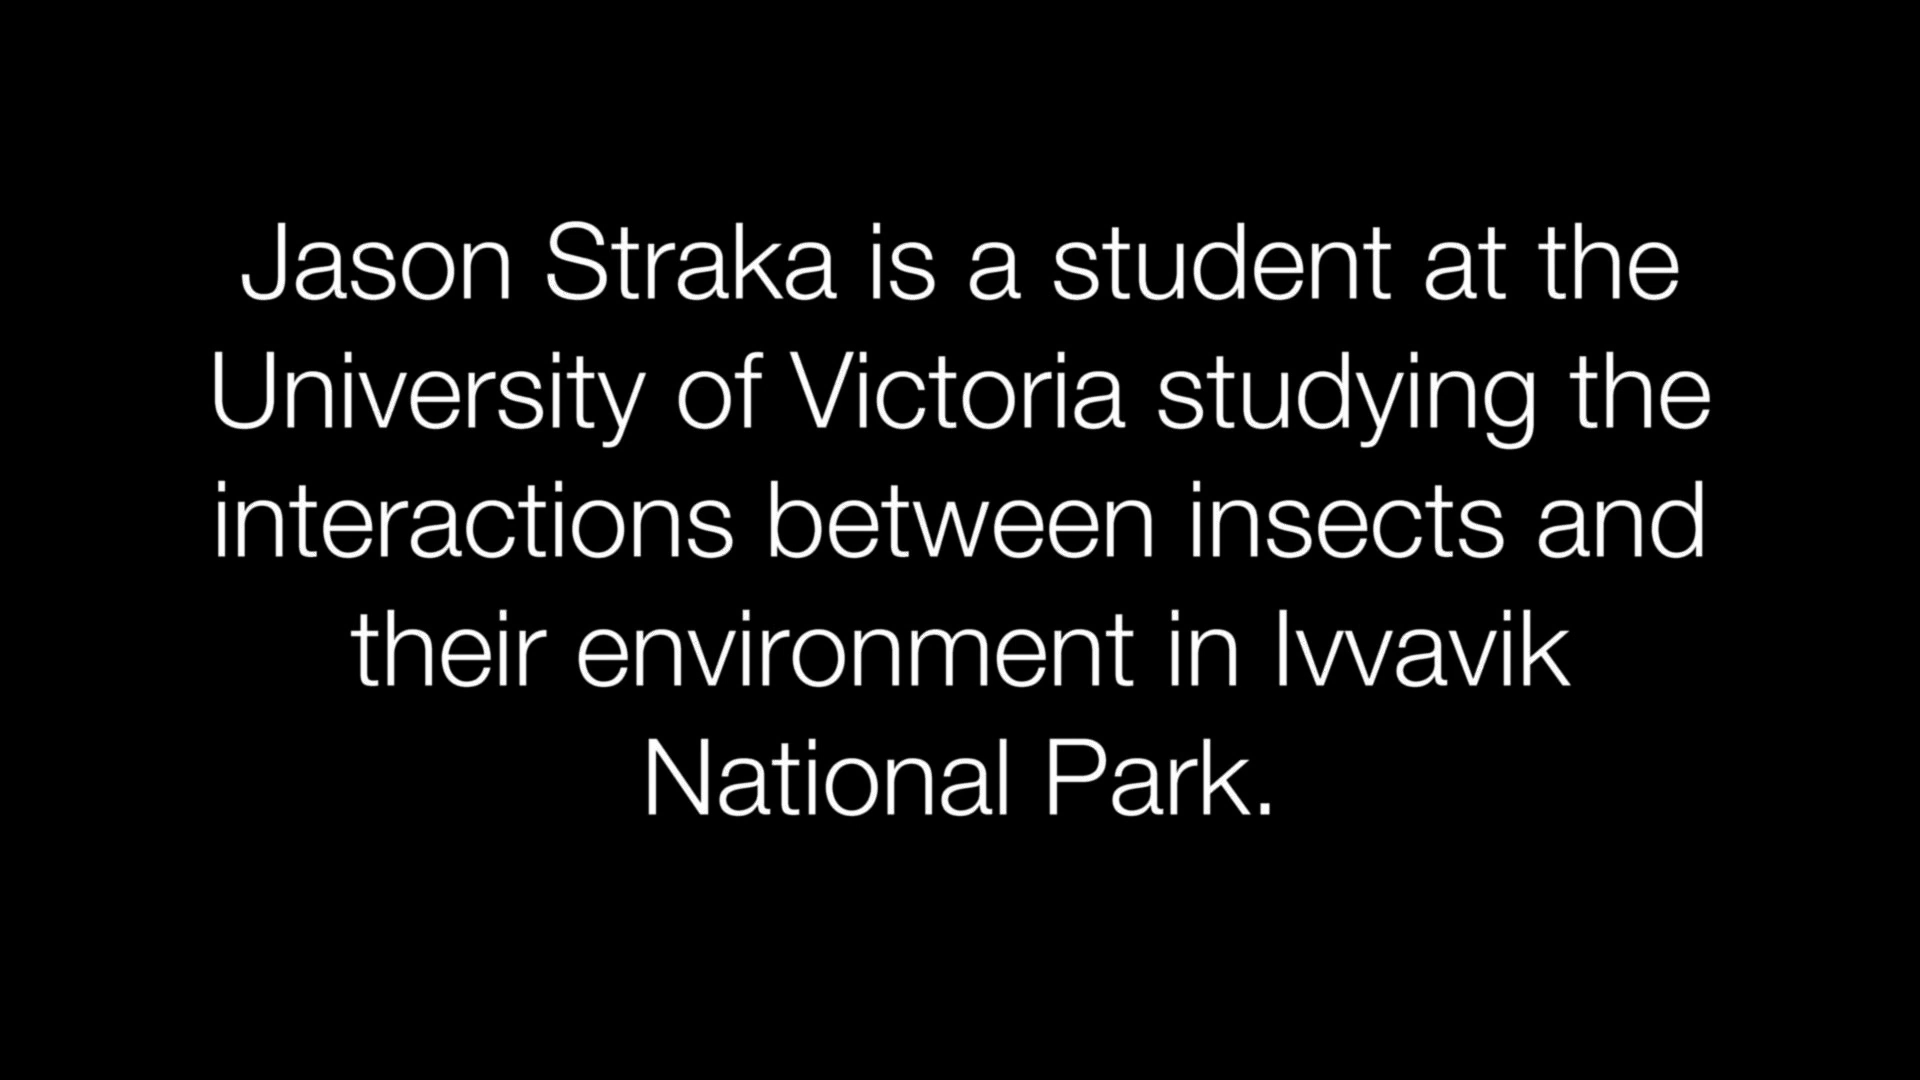 Jason Straka is a student at the
University of Victoria studying the
interactions between insects and
their environment in Ivvavik
National Park.